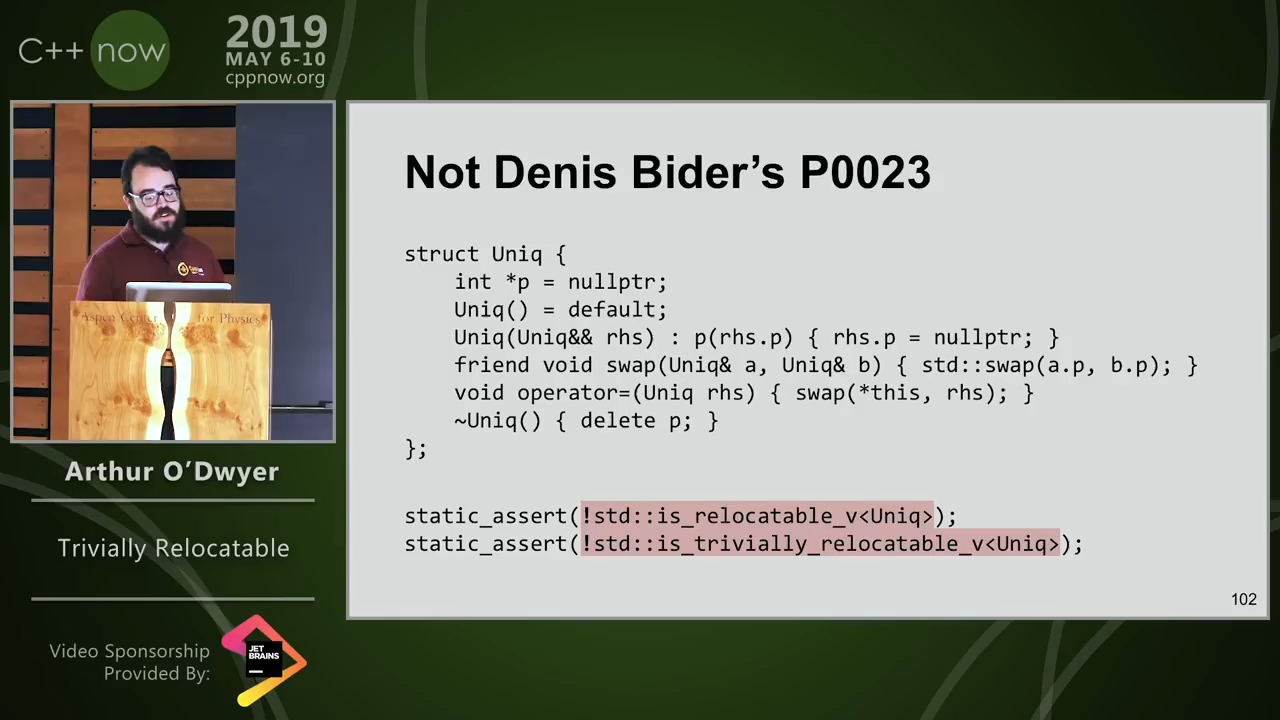 C++ now
2019
MAY 6-10
cppnow.org
Aspen Center for Physics
Arthur O’Dwyer
Trivially Relocatable
Video Sponsorship
Provided By:
JET
BRAINS
Not Denis Bider’s P0023
struct Uniq {
    int *p = nullptr;
    Uniq() = default;
    Uniq(Uniq&& rhs) : p(rhs.p) { rhs.p = nullptr; }
    friend void swap(Uniq& a, Uniq& b) { std::swap(a.p, b.p); }
    void operator=(Uniq rhs) { swap(*this, rhs); }
    ~Uniq() { delete p; }
};
static_assert(!std::is_relocatable_v<Uniq>);
static_assert(!std::is_trivially_relocatable_v<Uniq>);
102